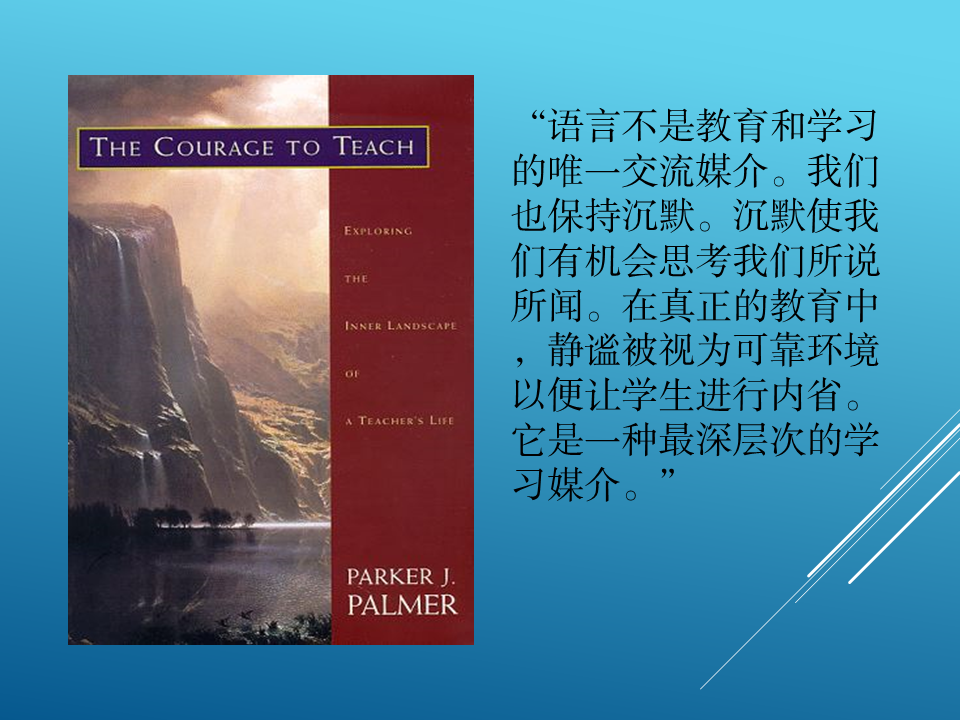 THE COURAGE TO TEACH
EXPLORING
THE
INNER LANDSCAPE
OF
A TEACHER'S LIFE
PARKER J.
PALMER
“语言不是教育和学习
的唯一交流媒介。我们
也保持沉默。沉默使我
们有机会思考我们所说
所闻。在真正的教育中
，静谧被视为可靠环境
以便让学生进行内省。
它是一种最深层次的学
习媒介。”